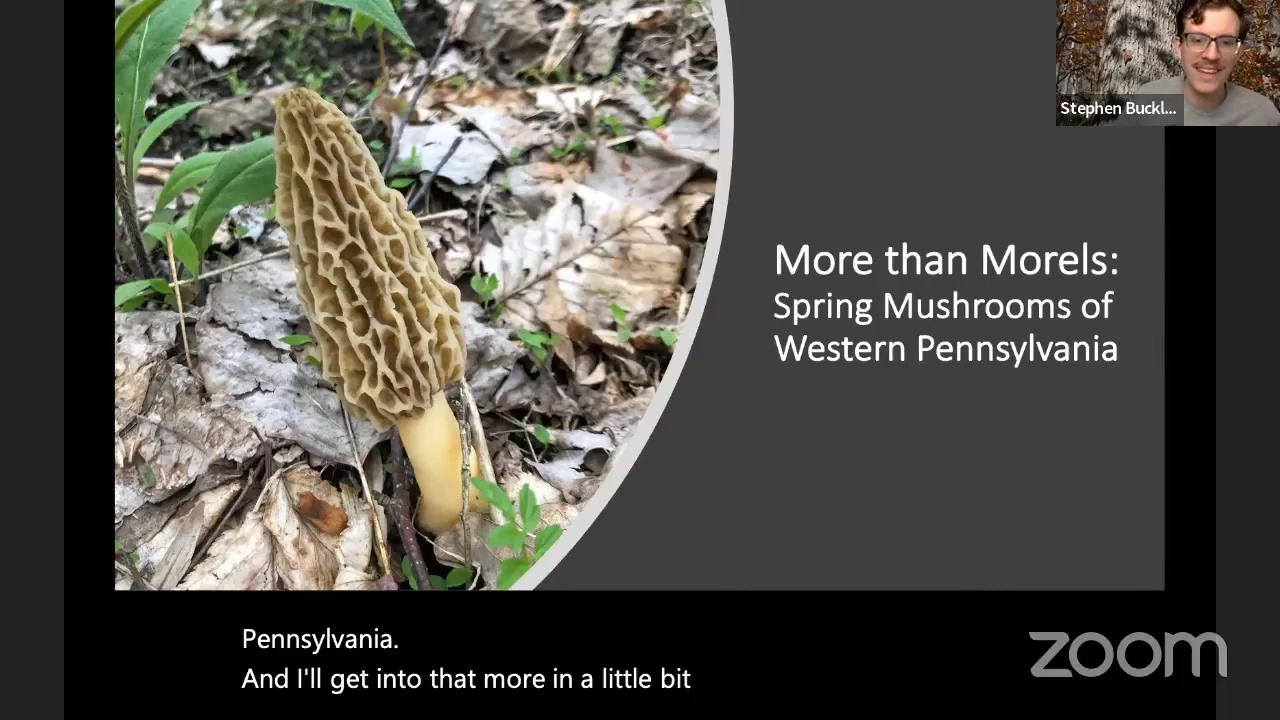 Stephen Buckl...
More than Morels:
Spring Mushrooms of
Western Pennsylvania
Pennsylvania.
And I'll get into that more in a little bit
zoom